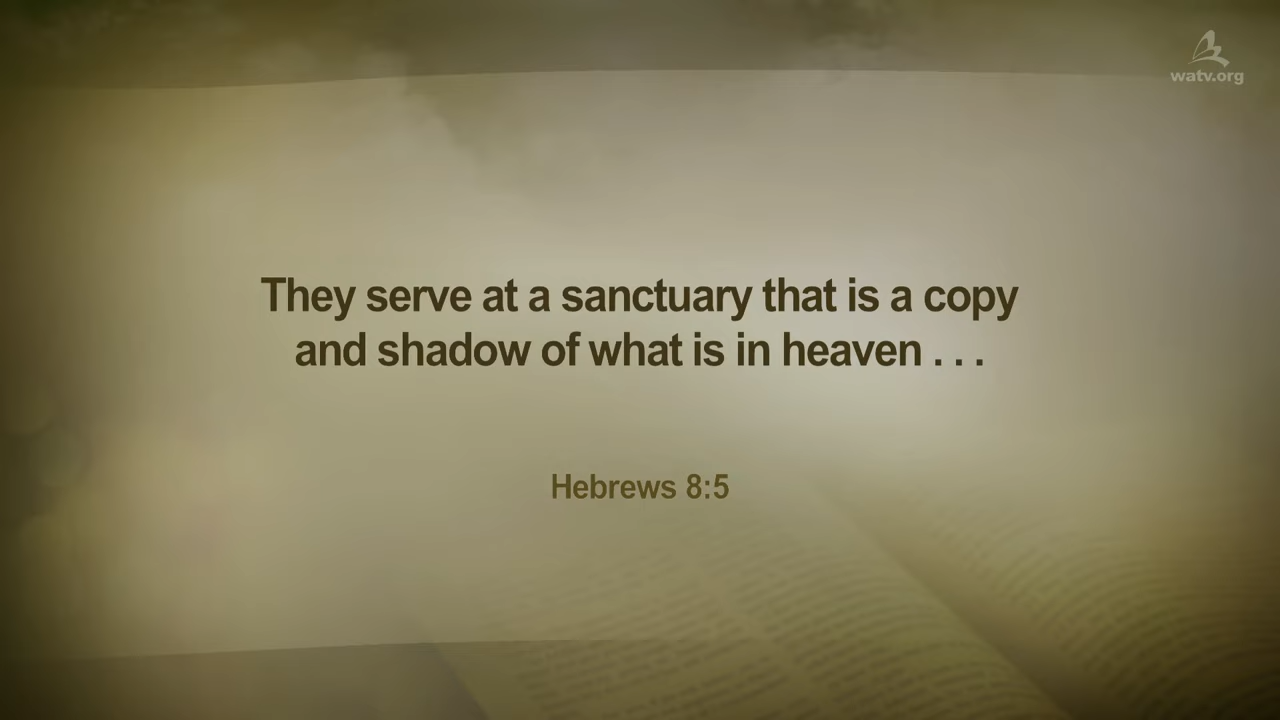 watv.org
They serve at a sanctuary that is a copy
and shadow of what is in heaven . . .
Hebrews 8:5